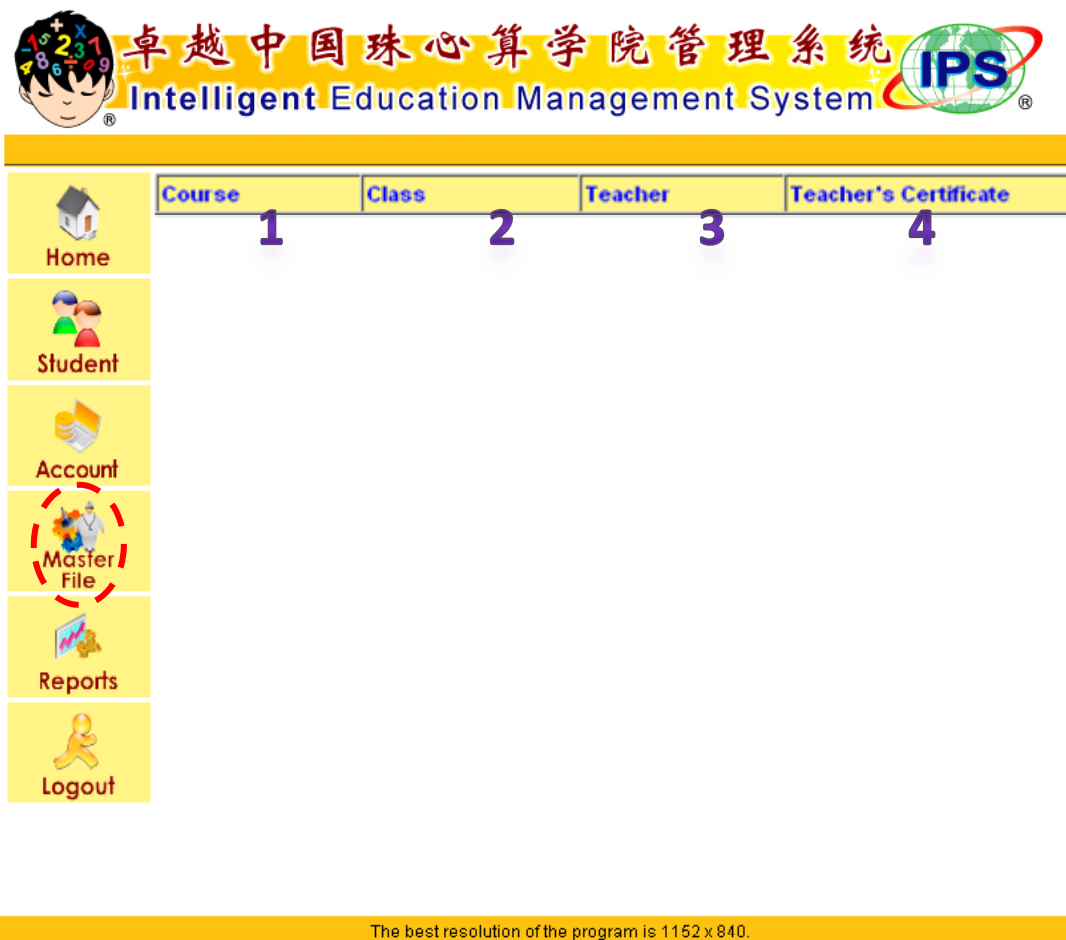 卓越中国珠心算学院管理系统
Intelligent Education Management System
IPS
®
®
Course Class Teacher Teacher's Certificate
1 2 3 4
Home
Student
Account
Master
File
Reports
Logout
The best resolution of the program is 1152 x 840.